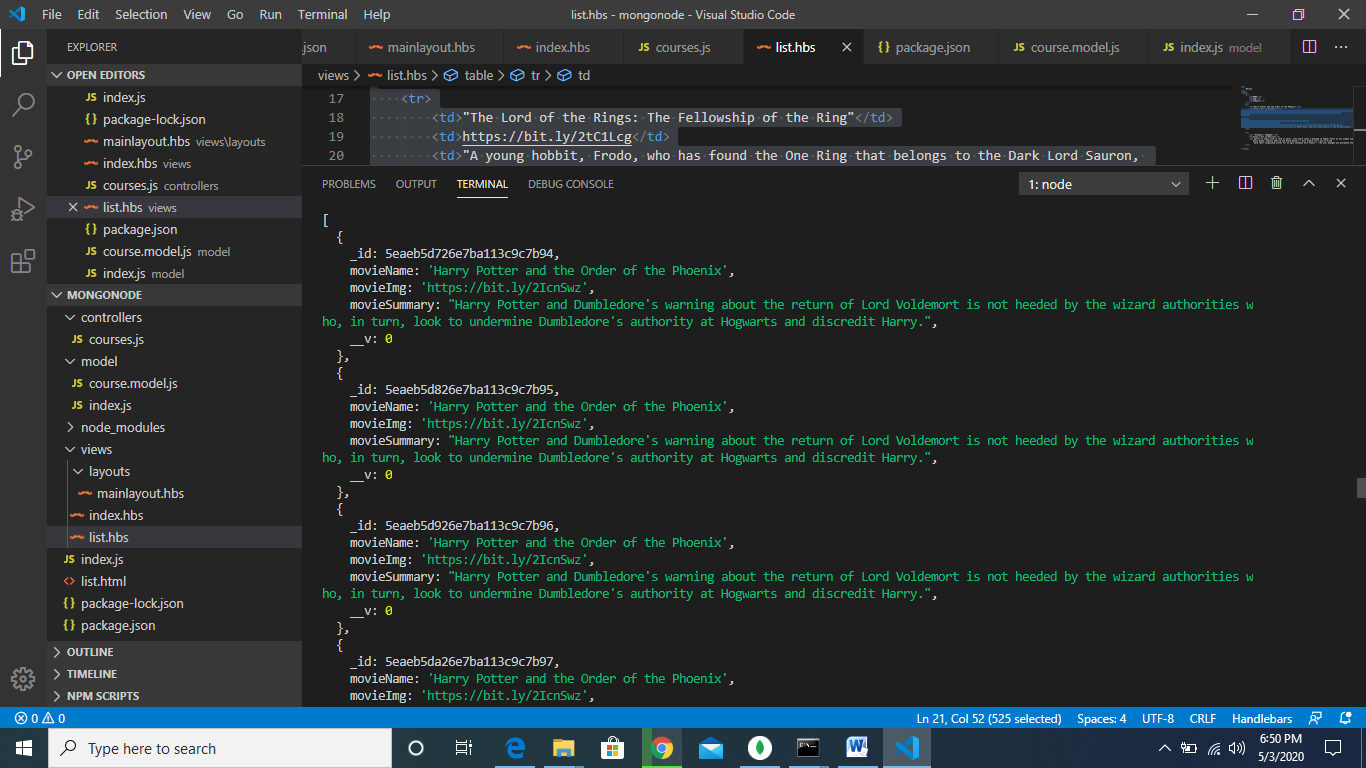 File Edit Selection View Go Run Terminal Help list.hbs - mongonode - Visual Studio Code
EXPLORER
OPEN EDITORS
JS index.js
{} package-lock.json
mainlayout.hbs views\layouts
index.hbs views
JS courses.js controllers
list.hbs views
{} package.json
JS course.model.js model
JS index.js model
MONGONODE
controllers
JS courses.js
model
JS course.model.js
JS index.js
node_modules
views
layouts
mainlayout.hbs
index.hbs
list.hbs
JS index.js
<> list.html
{} package-lock.json
{} package.json
OUTLINE
TIMELINE
NPM SCRIPTS
.json mainlayout.hbs index.hbs JS courses.js list.hbs {} package.json JS course.model.js JS index.js model
views > list.hbs > table > tr > td
17 <tr>
18 <td>"The Lord of the Rings: The Fellowship of the Ring"</td>
19 <td>https://bit.ly/2tC1Lcg</td>
20 <td>"A young hobbit, Frodo, who has found the One Ring that belongs to the Dark Lord Sauron,
PROBLEMS OUTPUT TERMINAL DEBUG CONSOLE 1: node
[
{
_id: 5eaeb5d726e7ba113c9c7b94,
movieName: 'Harry Potter and the Order of the Phoenix',
movieImg: 'https://bit.ly/2IcnSwz',
movieSummary: "Harry Potter and Dumbledore's warning about the return of Lord Voldemort is not heeded by the wizard authorities w
ho, in turn, look to undermine Dumbledore's authority at Hogwarts and discredit Harry.",
__v: 0
},
{
_id: 5eaeb5d826e7ba113c9c7b95,
movieName: 'Harry Potter and the Order of the Phoenix',
movieImg: 'https://bit.ly/2IcnSwz',
movieSummary: "Harry Potter and Dumbledore's warning about the return of Lord Voldemort is not heeded by the wizard authorities w
ho, in turn, look to undermine Dumbledore's authority at Hogwarts and discredit Harry.",
__v: 0
},
{
_id: 5eaeb5d926e7ba113c9c7b96,
movieName: 'Harry Potter and the Order of the Phoenix',
movieImg: 'https://bit.ly/2IcnSwz',
movieSummary: "Harry Potter and Dumbledore's warning about the return of Lord Voldemort is not heeded by the wizard authorities w
ho, in turn, look to undermine Dumbledore's authority at Hogwarts and discredit Harry.",
__v: 0
},
{
_id: 5eaeb5da26e7ba113c9c7b97,
movieName: 'Harry Potter and the Order of the Phoenix',
movieImg: 'https://bit.ly/2IcnSwz',
0 0 Ln 21, Col 52 (525 selected) Spaces: 4 UTF-8 CRLF Handlebars
Type here to search
6:50 PM
5/3/2020